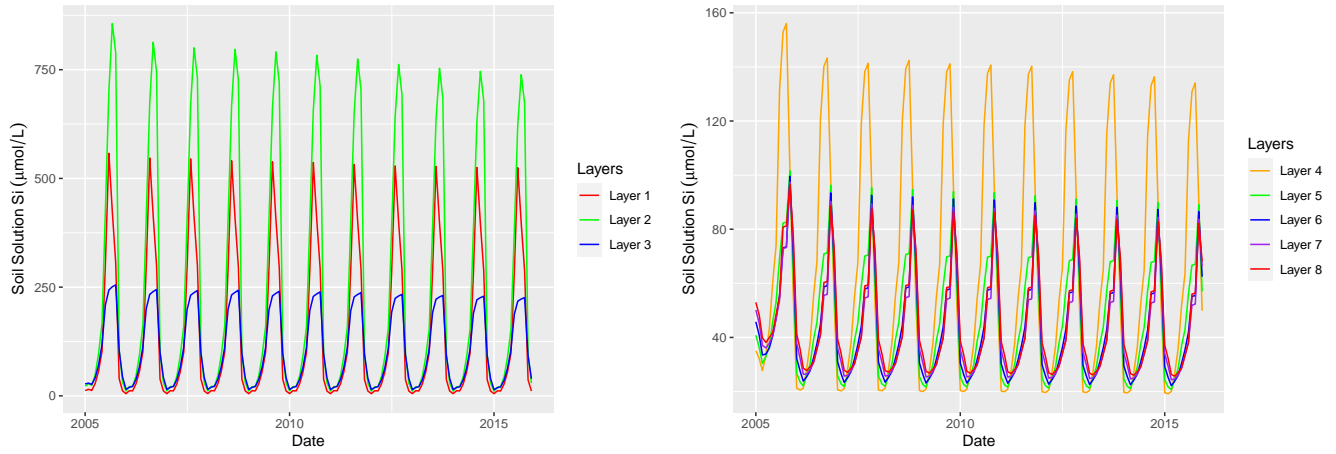 Soil Solution Si (μmol/L)
750
500
250
0
2005
2010
2015
Date
Layers
Layer 1
Layer 2
Layer 3
Soil Solution Si (μmol/L)
160
120
80
40
2005
2010
2015
Date
Layers
Layer 4
Layer 5
Layer 6
Layer 7
Layer 8